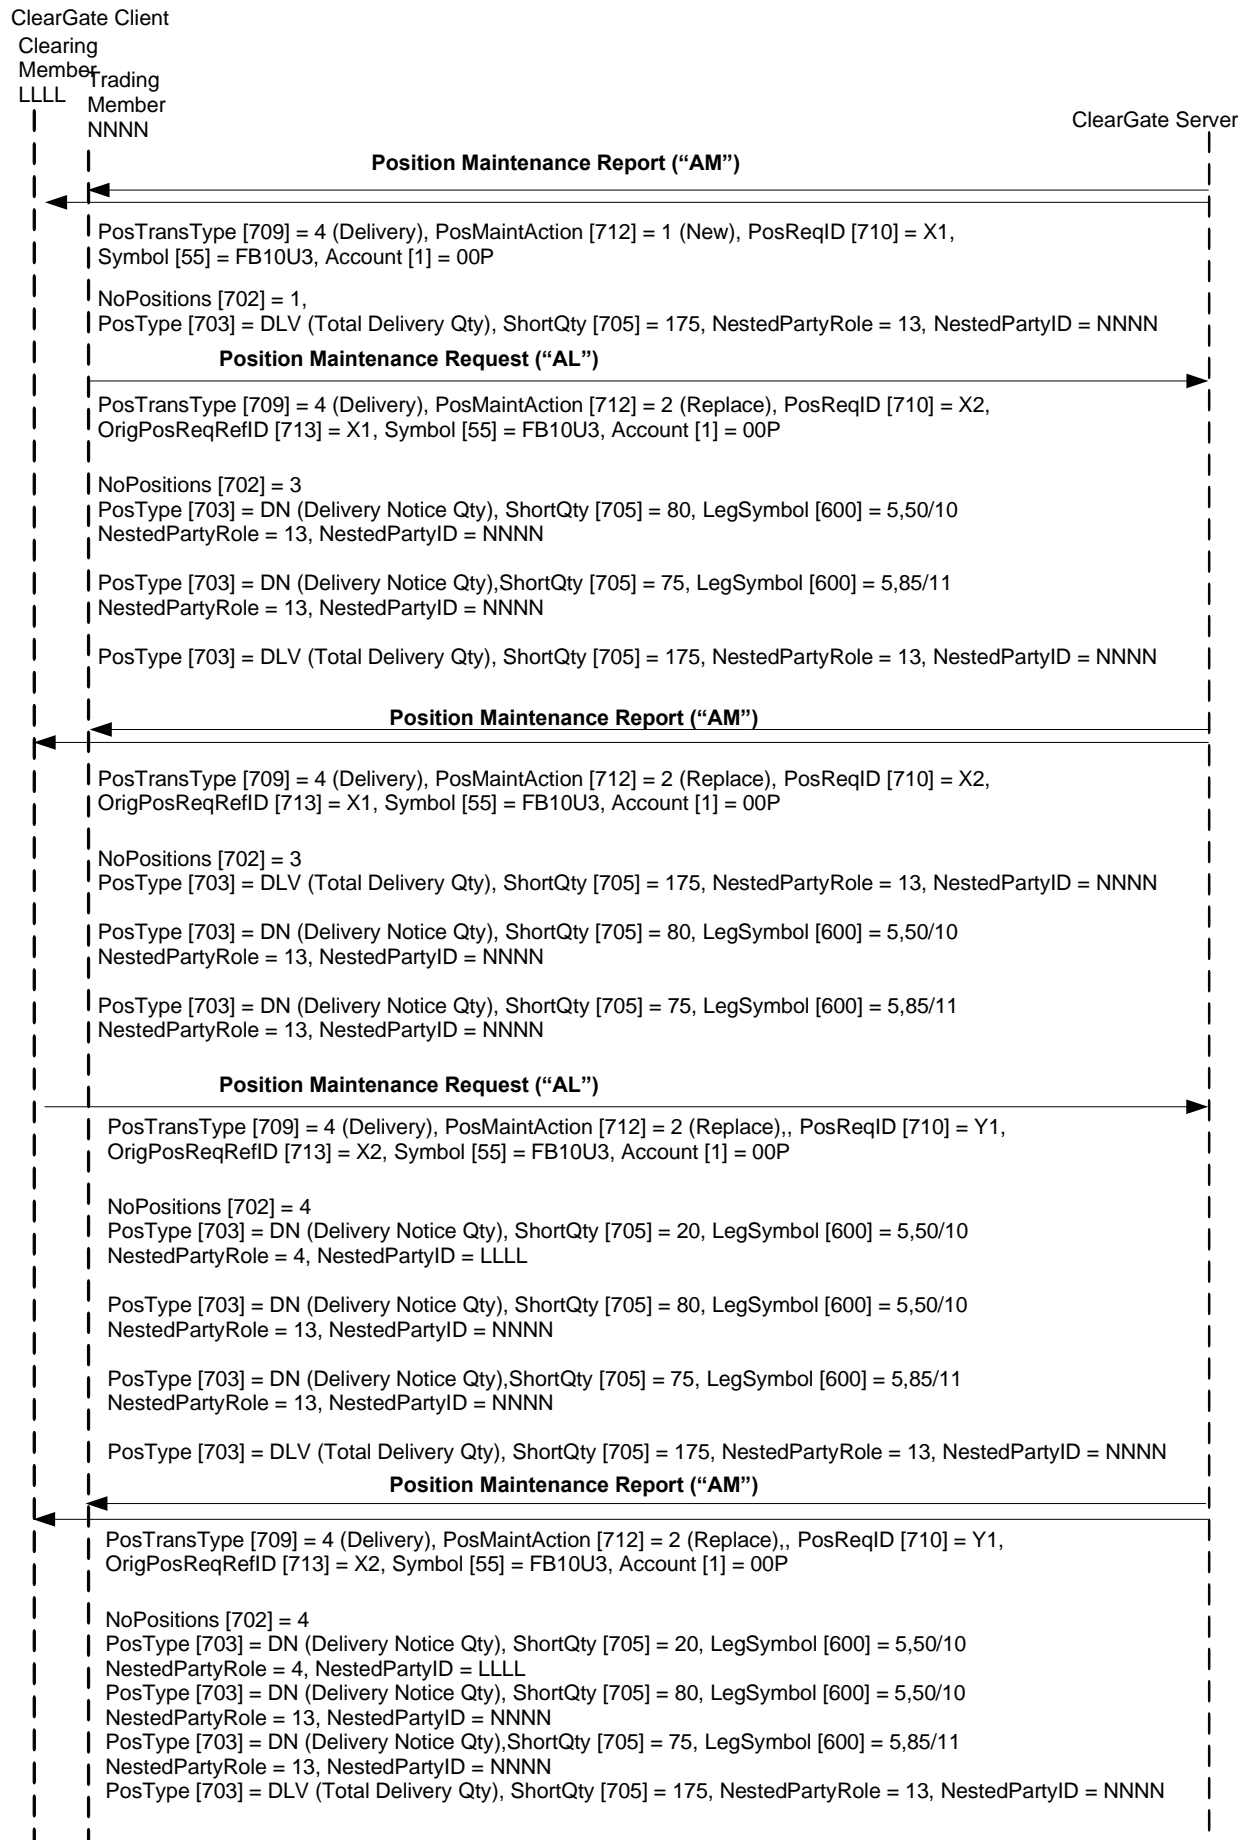 ClearGate Client
Clearing
Member
LLLL
Trading
Member
NNNN
ClearGate Server
Position Maintenance Report (“AM”)
PosTransType [709] = 4 (Delivery), PosMaintAction [712] = 1 (New), PosReqID [710] = X1,
Symbol [55] = FB10U3, Account [1] = 00P
NoPositions [702] = 1,
PosType [703] = DLV (Total Delivery Qty), ShortQty [705] = 175, NestedPartyRole = 13, NestedPartyID = NNNN
Position Maintenance Request (“AL”)
PosTransType [709] = 4 (Delivery), PosMaintAction [712] = 2 (Replace), PosReqID [710] = X2,
OrigPosReqRefID [713] = X1, Symbol [55] = FB10U3, Account [1] = 00P
NoPositions [702] = 3
PosType [703] = DN (Delivery Notice Qty), ShortQty [705] = 80, LegSymbol [600] = 5,50/10
NestedPartyRole = 13, NestedPartyID = NNNN
PosType [703] = DN (Delivery Notice Qty),ShortQty [705] = 75, LegSymbol [600] = 5,85/11
NestedPartyRole = 13, NestedPartyID = NNNN
PosType [703] = DLV (Total Delivery Qty), ShortQty [705] = 175, NestedPartyRole = 13, NestedPartyID = NNNN
Position Maintenance Report (“AM”)
PosTransType [709] = 4 (Delivery), PosMaintAction [712] = 2 (Replace), PosReqID [710] = X2,
OrigPosReqRefID [713] = X1, Symbol [55] = FB10U3, Account [1] = 00P
NoPositions [702] = 3
PosType [703] = DLV (Total Delivery Qty), ShortQty [705] = 175, NestedPartyRole = 13, NestedPartyID = NNNN
PosType [703] = DN (Delivery Notice Qty), ShortQty [705] = 80, LegSymbol [600] = 5,50/10
NestedPartyRole = 13, NestedPartyID = NNNN
PosType [703] = DN (Delivery Notice Qty), ShortQty [705] = 75, LegSymbol [600] = 5,85/11
NestedPartyRole = 13, NestedPartyID = NNNN
Position Maintenance Request (“AL”)
PosTransType [709] = 4 (Delivery), PosMaintAction [712] = 2 (Replace),, PosReqID [710] = Y1,
OrigPosReqRefID [713] = X2, Symbol [55] = FB10U3, Account [1] = 00P
NoPositions [702] = 4
PosType [703] = DN (Delivery Notice Qty), ShortQty [705] = 20, LegSymbol [600] = 5,50/10
NestedPartyRole = 4, NestedPartyID = LLLL
PosType [703] = DN (Delivery Notice Qty), ShortQty [705] = 80, LegSymbol [600] = 5,50/10
NestedPartyRole = 13, NestedPartyID = NNNN
PosType [703] = DN (Delivery Notice Qty),ShortQty [705] = 75, LegSymbol [600] = 5,85/11
NestedPartyRole = 13, NestedPartyID = NNNN
PosType [703] = DLV (Total Delivery Qty), ShortQty [705] = 175, NestedPartyRole = 13, NestedPartyID = NNNN
Position Maintenance Report (“AM”)
PosTransType [709] = 4 (Delivery), PosMaintAction [712] = 2 (Replace),, PosReqID [710] = Y1,
OrigPosReqRefID [713] = X2, Symbol [55] = FB10U3, Account [1] = 00P
NoPositions [702] = 4
PosType [703] = DN (Delivery Notice Qty), ShortQty [705] = 20, LegSymbol [600] = 5,50/10
NestedPartyRole = 4, NestedPartyID = LLLL
PosType [703] = DN (Delivery Notice Qty), ShortQty [705] = 80, LegSymbol [600] = 5,50/10
NestedPartyRole = 13, NestedPartyID = NNNN
PosType [703] = DN (Delivery Notice Qty),ShortQty [705] = 75, LegSymbol [600] = 5,85/11
NestedPartyRole = 13, NestedPartyID = NNNN
PosType [703] = DLV (Total Delivery Qty), ShortQty [705] = 175, NestedPartyRole = 13, NestedPartyID = NNNN